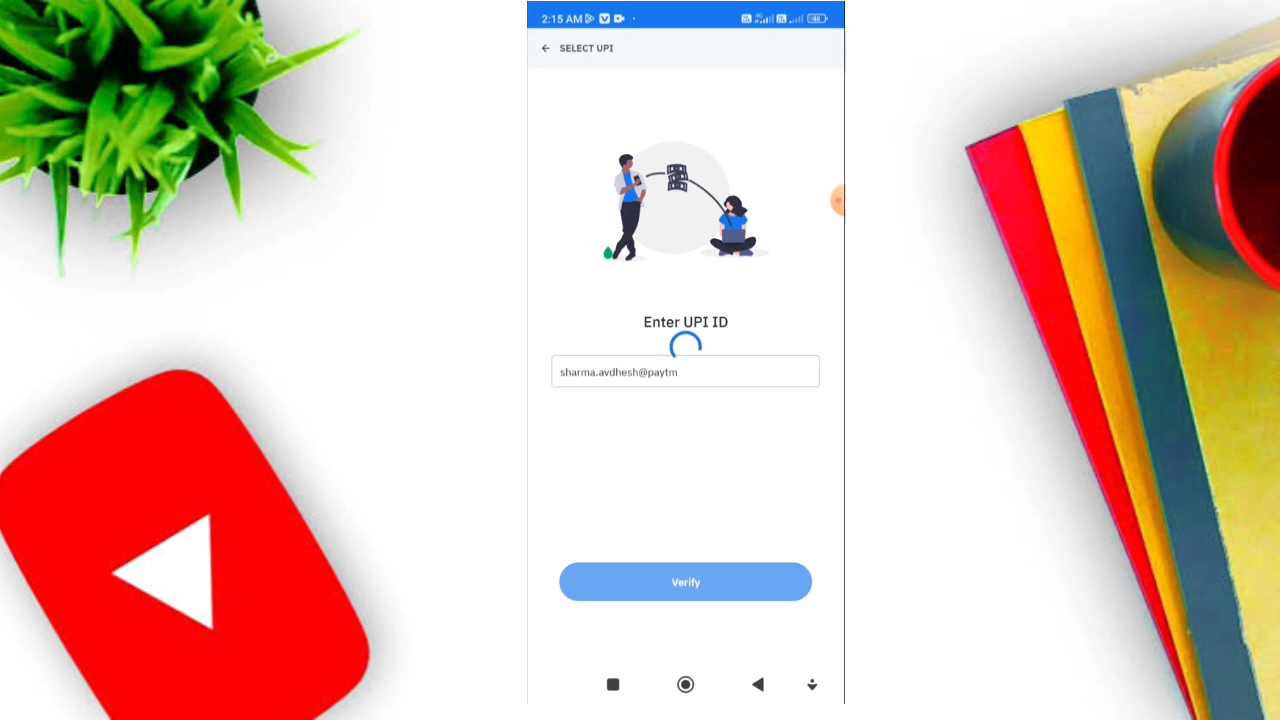 2:15 AM
SELECT UPI
Enter UPI ID
sharma.avdhesh@paytm
Verify